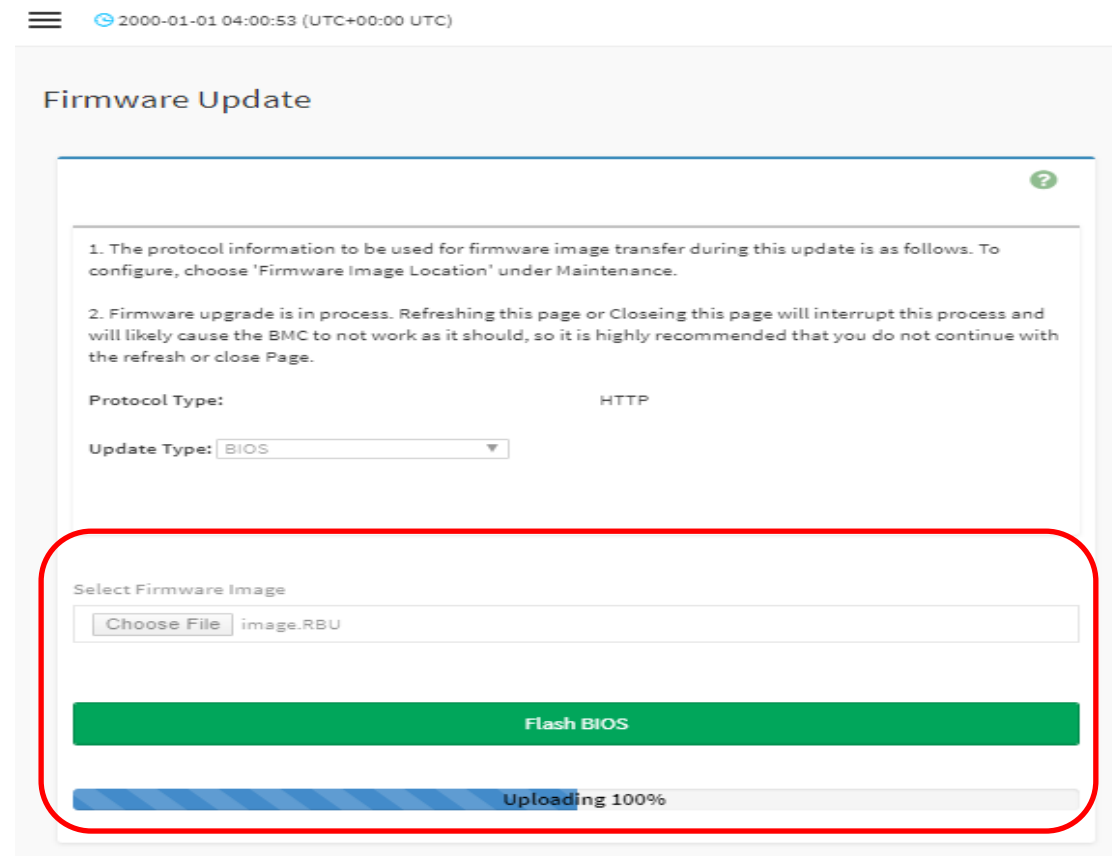 2000-01-01 04:00:53 (UTC+00:00 UTC)
Firmware Update
?
1. The protocol information to be used for firmware image transfer during this update is as follows. To
configure, choose 'Firmware Image Location' under Maintenance.
2. Firmware upgrade is in process. Refreshing this page or Closeing this page will interrupt this process and
will likely cause the BMC to not work as it should, so it is highly recommended that you do not continue with
the refresh or close Page.
Protocol Type: HTTP
Update Type: BIOS
Select Firmware Image
Choose File image.RBU
Flash BIOS
Uploading 100%